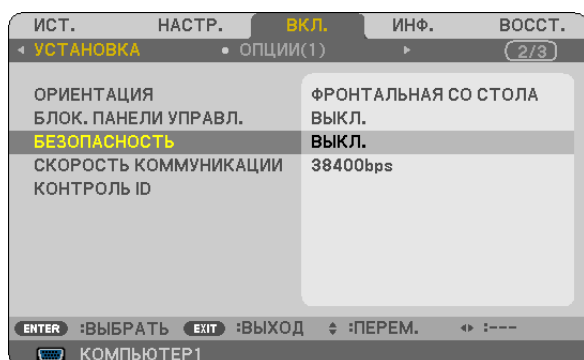 ИСТ. НАСТР. ВКЛ. ИНФ. ВОССТ.
УСТАНОВКА • ОПЦИИ(1) 2/3
ОРИЕНТАЦИЯ ФРОНТАЛЬНАЯ СО СТОЛА
БЛОК. ПАНЕЛИ УПРАВЛ. ВЫКЛ.
БЕЗОПАСНОСТЬ ВЫКЛ.
СКОРОСТЬ КОММУНИКАЦИИ 38400bps
КОНТРОЛЬ ID
ENTER :ВЫБРАТЬ EXIT :ВЫХОД :ПЕРЕМ. :---
КОМПЬЮТЕР1